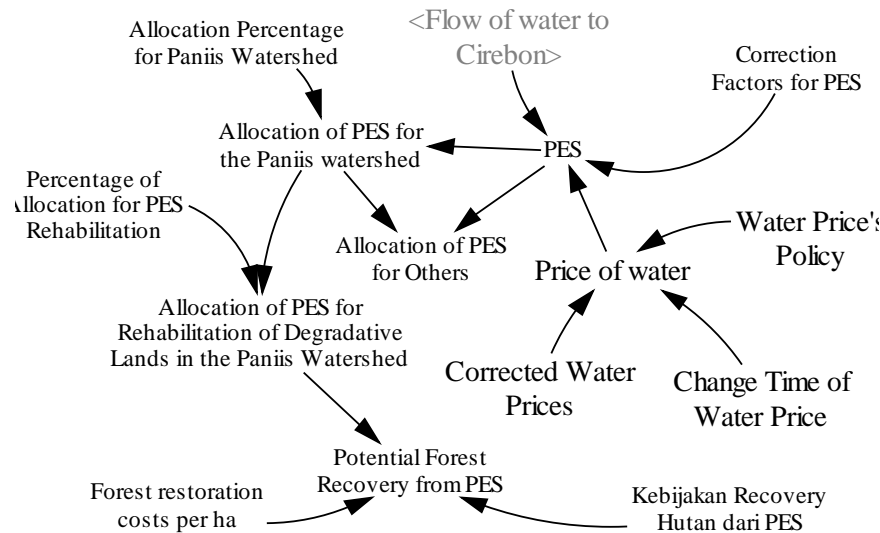 Allocation Percentage
for Paniis Watershed
<Flow of water to
Cirebon>
Correction
Factors for PES
Allocation of PES for
the Paniis watershed
PES
Percentage of
llocation for PES
Rehabilitation
Allocation of PES
for Others
Water Price's
Policy
Price of water
Allocation of PES for
Rehabilitation of Degradative
Lands in the Paniis Watershed
Corrected Water
Prices
Change Time of
Water Price
Potential Forest
Recovery from PES
Forest restoration
costs per ha
Kebijakan Recovery
Hutan dari PES